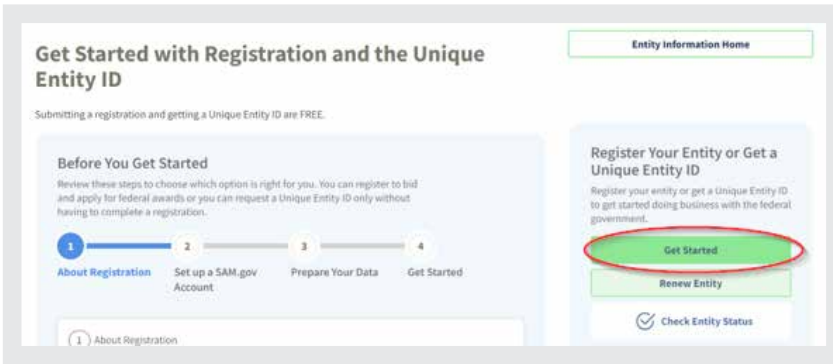 Get Started with Registration and the Unique
Entity ID
Submitting a registration and getting a Unique Entity ID are FREE.
Before You Get Started
Review these steps to choose which option is right for you. You can register to bid
and apply for federal awards or you can request a Unique Entity ID only without
having to complete a registration.
1
2
3
4
About Registration
Set up a SAM.gov
Account
Prepare Your Data
Get Started
1 About Registration
Entity Information Home
Register Your Entity or Get a
Unique Entity ID
Register your entity or get a Unique Entity ID
to get started doing business with the federal
government.
Get Started
Renew Entity
Check Entity Status